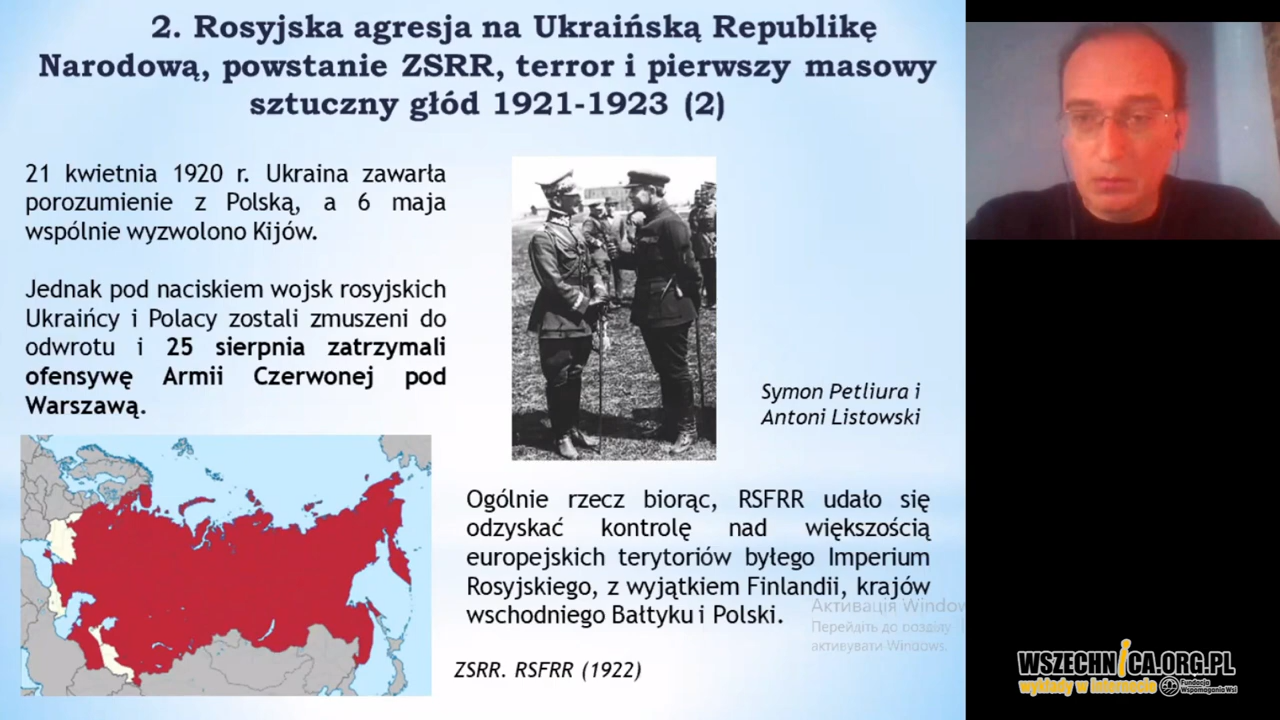 2. Rosyjska agresja na Ukraińską Republikę
Narodową, powstanie ZSRR, terror i pierwszy masowy
sztuczny głód 1921-1923 (2)
21 kwietnia 1920 r. Ukraina zawarła
porozumienie z Polską, a 6 maja
wspólnie wyzwolono Kijów.
Jednak pod naciskiem wojsk rosyjskich
Ukraińcy i Polacy zostali zmuszeni do
odwrotu i 25 sierpnia zatrzymali
ofensywę Armii Czerwonej pod
Warszawą.
Symon Petliura i
Antoni Listowski
Ogólnie rzecz biorąc, RSFRR udało się
odzyskać kontrolę nad większością
europejskich terytoriów byłego Imperium
Rosyjskiego, z wyjątkiem Finlandii, krajów
wschodniego Bałtyku i Polski.
Активація Window
Перейдіть до розділу
активувати Windows.
ZSRR. RSFRR (1922)
WSZECHNICA.ORG.PL
wykłady w internecie
Fundacja
Wspomagania Wsi